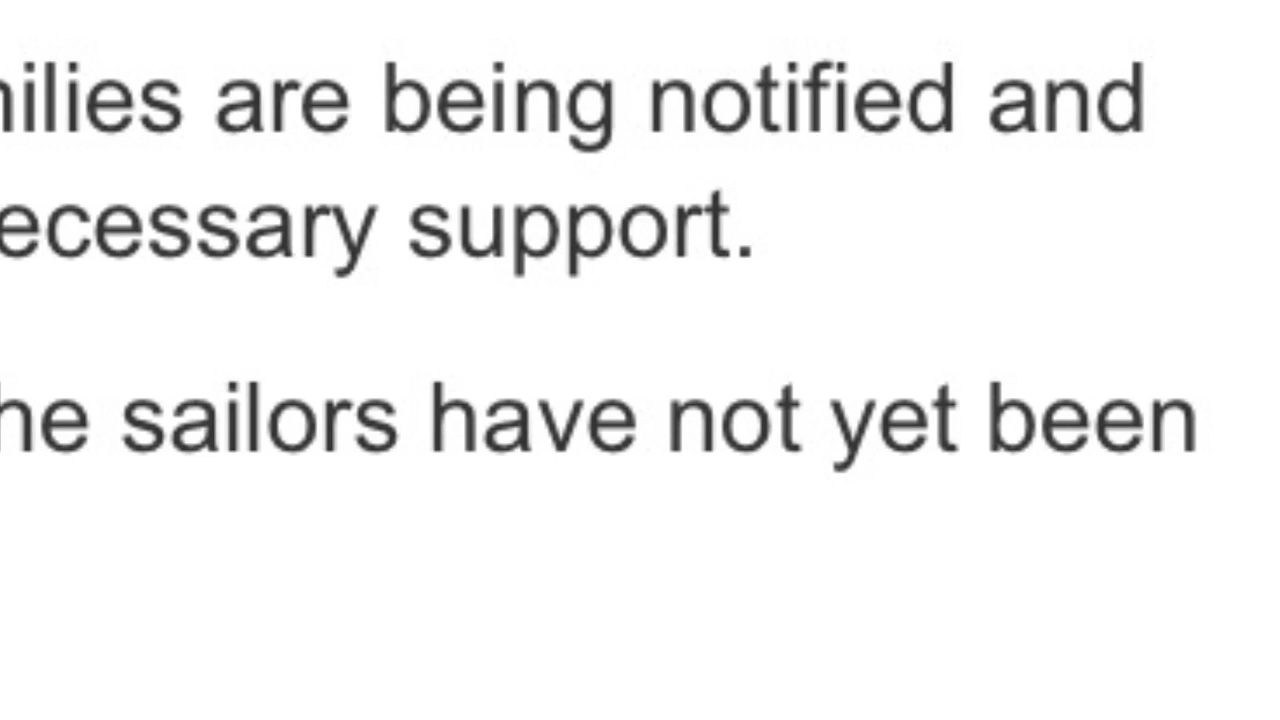 ilies are being notified and
ecessary support.
he sailors have not yet been